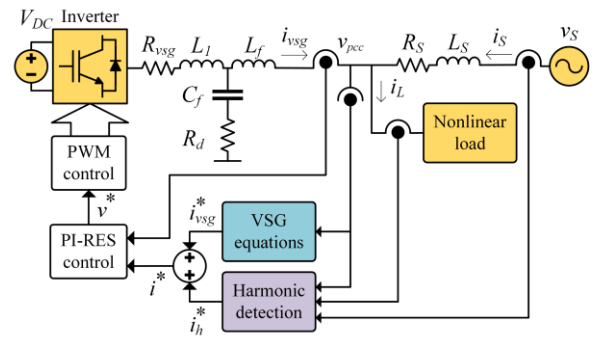 V_DC Inverter
R_vsg L_1 L_f i_vsg v_pcc R_S L_S i_S v_S
C_f
R_d
i_L
Nonlinear
load
PWM
control
v*
PI-RES
control
i*
i*_vsg
VSG
equations
i*_h
Harmonic
detection
+
-
+
+